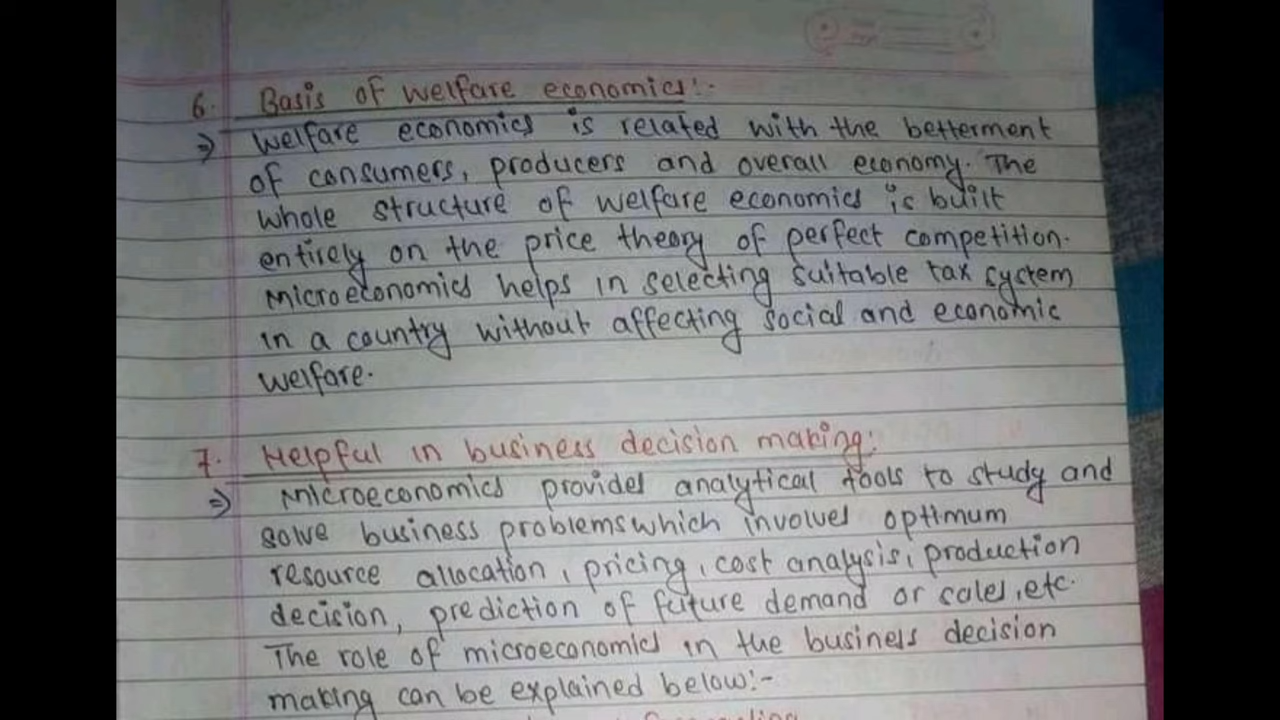 6. Basis of welfare economics:-
⇒ Welfare economics is related with the betterment
of consumers, producers and overall economy. The
whole structure of welfare economics is built
entirely on the price theory of perfect competition.
Microeconomics helps in selecting suitable tax system
in a country without affecting social and economic
welfare.
7. Helpful in business decision making:
⇒ Microeconomics provides analytical tools to study and
solve business problems which involves optimum
resource allocation, pricing, cost analysis, production
decision, prediction of future demand or sales, etc.
The role of microeconomics in the business decision
making can be explained below:-